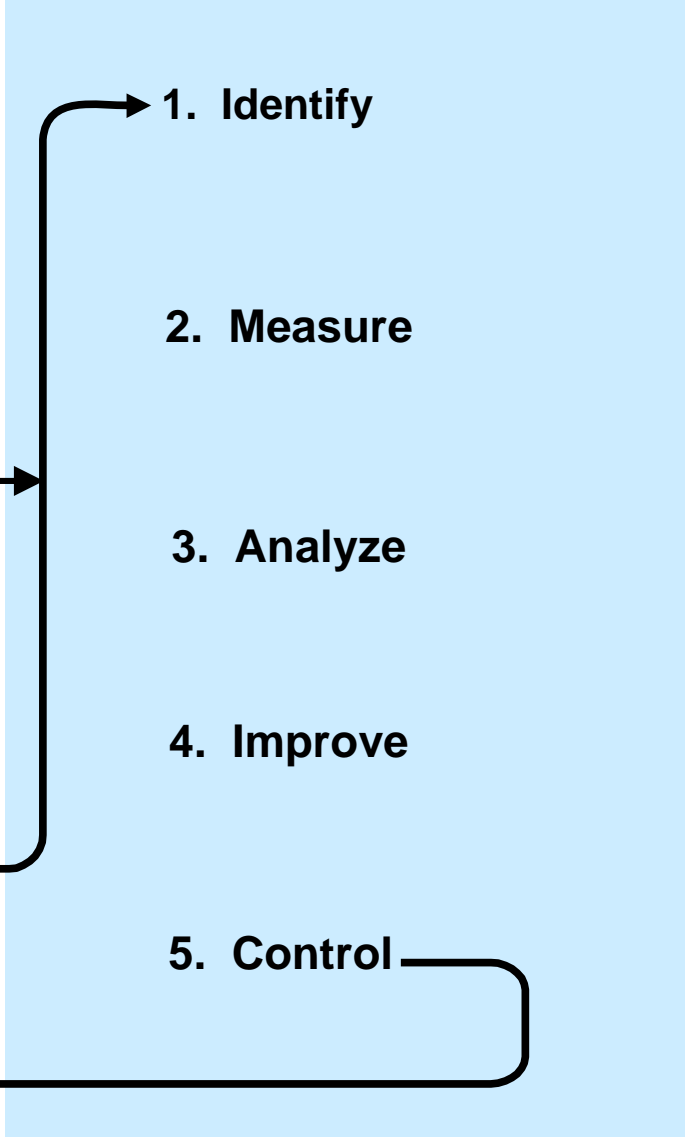 1. Identify
2. Measure
3. Analyze
4. Improve
5. Control